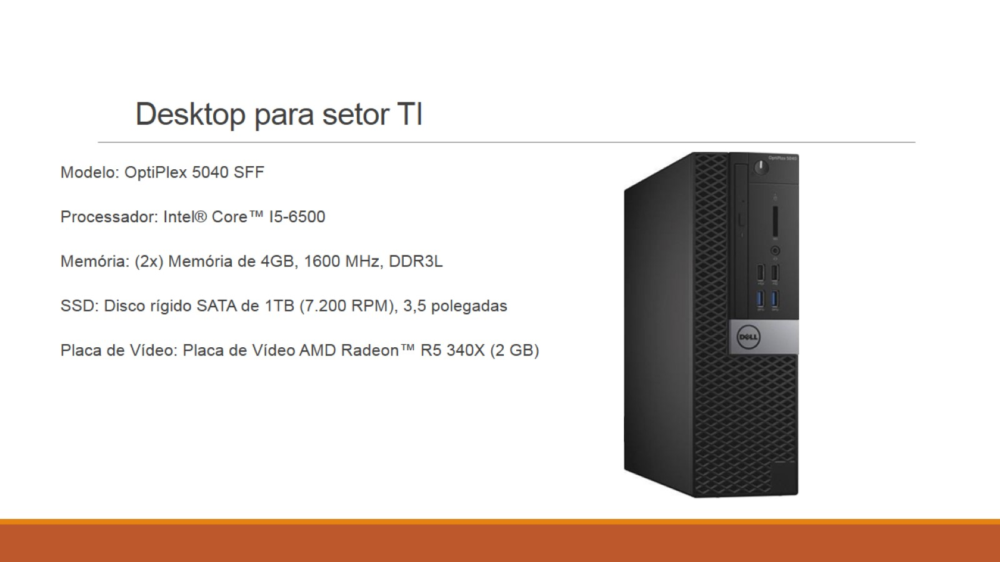 Desktop para setor TI
Modelo: OptiPlex 5040 SFF
Processador: Intel® Core™ I5-6500
Memória: (2x) Memória de 4GB, 1600 MHz, DDR3L
SSD: Disco rígido SATA de 1TB (7.200 RPM), 3,5 polegadas
Placa de Vídeo: Placa de Vídeo AMD Radeon™ R5 340X (2 GB)
OptiPlex 5040
DELL